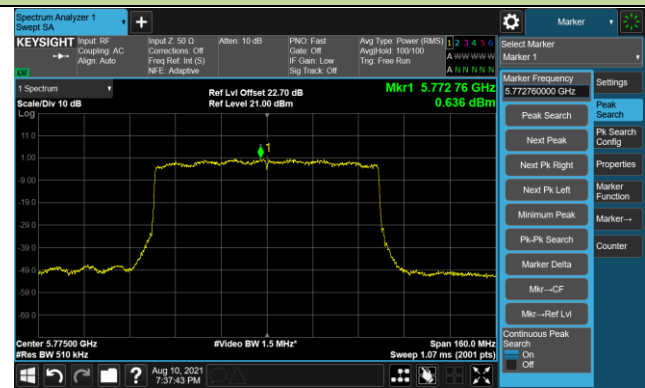 Spectrum Analyzer 1
Swept SA
Marker
KEYSIGHT
Input: RF
Coupling: AC
Align: Auto
Input Z: 50 Ω
Corrections: Off
Freq Ref: Int (S)
NFE: Adaptive
Atten: 10 dB
PNO: Fast
Gate: Off
IF Gain: Low
Sig Track: Off
Avg Type: Power (RMS)
Avg|Hold: 100/100
Trig: Free Run
1 2 3 4 5 6
A W W W W W
A N N N N N
Select Marker
Marker 1
1 Spectrum
Scale/Div 10 dB
Log
Ref Lvl Offset 22.70 dB
Ref Level 21.00 dBm
Mkr1 5.772 76 GHz
0.636 dBm
11.0
1.00
-9.00
-19.0
-29.0
-39.0
-49.0
-59.0
-69.0
1
Center 5.77500 GHz
#Res BW 510 kHz
#Video BW 1.5 MHz*
Span 160.0 MHz
Sweep 1.07 ms (2001 pts)
Marker Frequency
5.772760000 GHz
Peak Search
Next Peak
Next Pk Right
Next Pk Left
Minimum Peak
Pk-Pk Search
Marker Delta
Mkr→CF
Mkr→Ref Lvl
Continuous Peak
Search
On
Off
Settings
Peak
Search
Pk Search
Config
Properties
Marker
Function
Marker→
Counter
Aug 10, 2021
7:37:43 PM